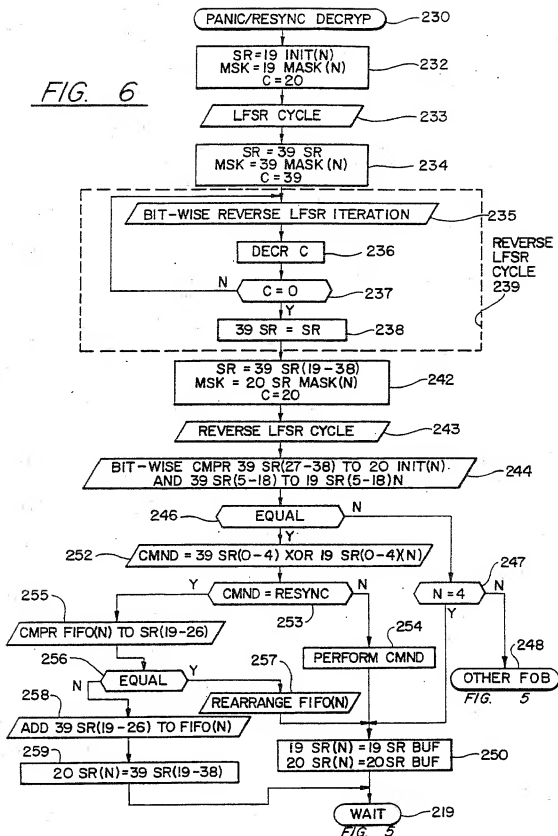 PANIC/RESYNC DECRYP
230
SR=19 INIT(N)
MSK=19 MASK(N)
C=20
232
FIG. 6
LFSR CYCLE
233
SR = 39 SR
MSK=39 MASK(N)
C=39
234
BIT-WISE REVERSE LFSR ITERATION
235
DECR C
236
REVERSE
LFSR
CYCLE
239
N
C=0
237
Y
39 SR = SR
238
SR = 39 SR(19-38)
MSK = 20 SR MASK(N)
C=20
242
REVERSE LFSR CYCLE
243
BIT-WISE CMPR 39 SR(27-38) TO 20 INIT(N).
AND 39 SR(5-18) TO 19 SR(5-18)N
244
246
EQUAL
N
Y
252
CMND = 39 SR(0-4) XOR 19 SR(0-4)(N)
247
Y
CMND = RESYNC
N
N=4
N
255
253
Y
CMPR FIFO(N) TO SR(19-26)
254
PERFORM CMND
OTHER FOB
248
FIG. 5
256
EQUAL
Y
257
N
258
REARRANGE FIFO(N)
ADD 39 SR(19-26) TO FIFO(N)
19 SR(N)=19 SR BUF
20 SR(N)=20 SR BUF
250
259
20 SR(N)=39 SR(19-38)
WAIT
219
FIG. 5